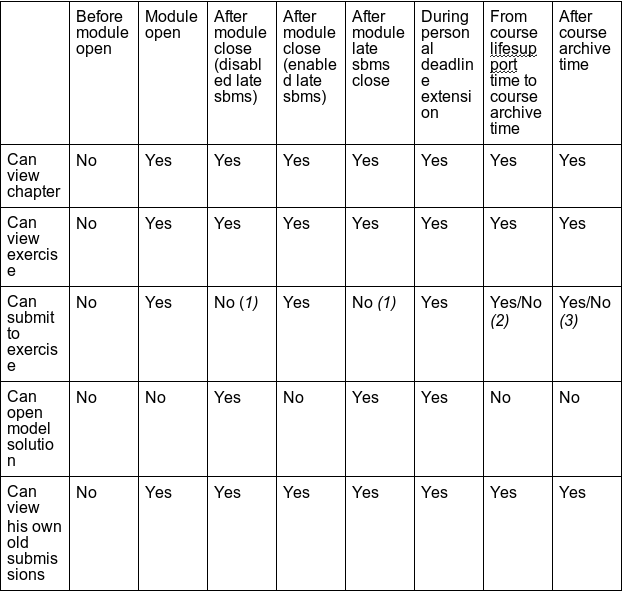 Before module open
Module open
After module close (disabled late sbms)
After module close (enabled late sbms)
After module late sbms close
During personal deadline extension
From course lifesupport time to course archive time
After course archive time
Can view chapter
No
Yes
Yes
Yes
Yes
Yes
Yes
Yes
Can view exercise
No
Yes
Yes
Yes
Yes
Yes
Yes
Yes
Can submit to exercise
No
Yes
No (1)
Yes
No (1)
Yes
Yes/No (2)
Yes/No (3)
Can open model solution
No
No
Yes
No
Yes
Yes
No
No
Can view his own old submissions
No
Yes
Yes
Yes
Yes
Yes
Yes
Yes